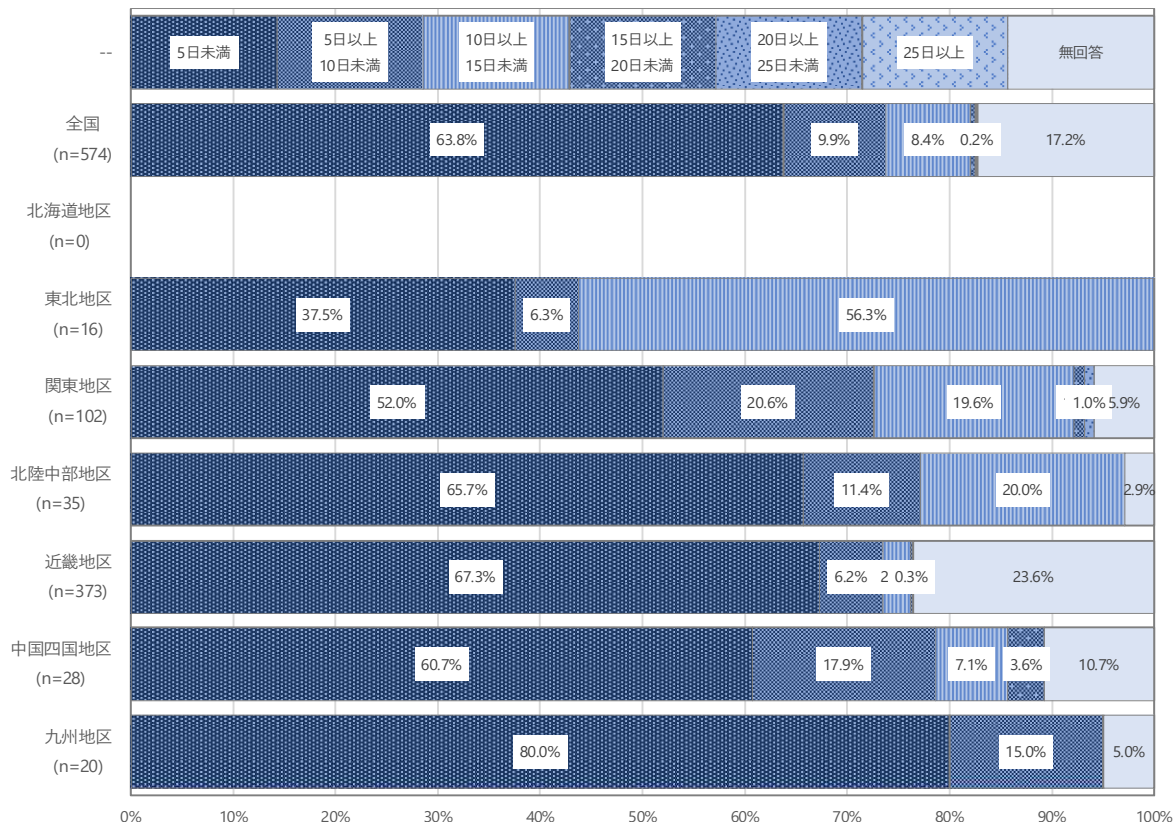 --
5日未満
5日以上
10日未満
10日以上
15日未満
15日以上
20日未満
20日以上
25日未満
25日以上
無回答
全国
(n=574)
63.8%
9.9%
8.4%
0.2%
17.2%
北海道地区
(n=0)
東北地区
(n=16)
37.5%
6.3%
56.3%
関東地区
(n=102)
52.0%
20.6%
19.6%
1.0%
5.9%
北陸中部地区
(n=35)
65.7%
11.4%
20.0%
2.9%
近畿地区
(n=373)
67.3%
6.2%
2
0.3%
23.6%
中国四国地区
(n=28)
60.7%
17.9%
7.1%
3.6%
10.7%
九州地区
(n=20)
80.0%
15.0%
5.0%
0% 10% 20% 30% 40% 50% 60% 70% 80% 90% 100%